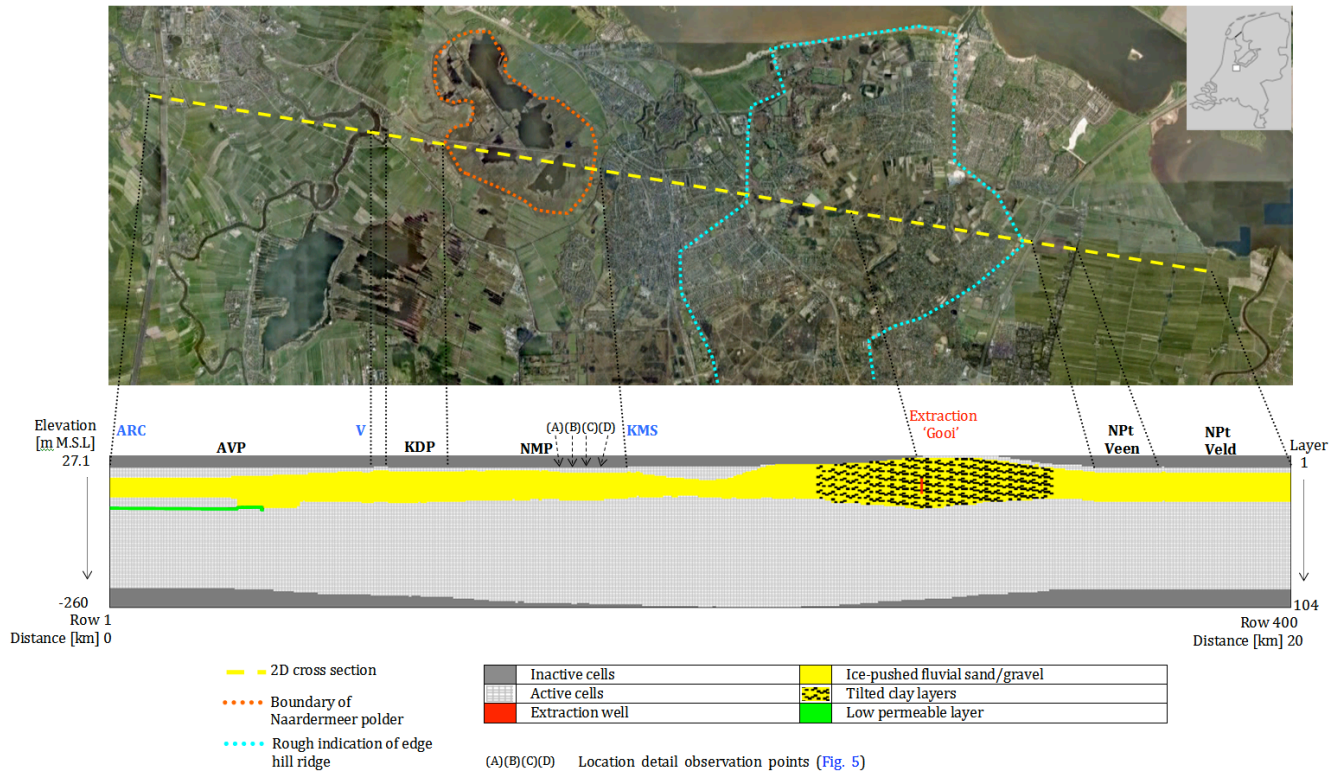 Elevation
[m M.S.L]
27.1
-260
ARC
AVP
V
KDP
NMP
(A)(B)(C)(D)
KMS
Extraction
'Gooi'
NPt
Veen
NPt
Veld
Layer
1
104
Row 1
Distance [km] 0
Row 400
Distance [km] 20
2D cross section
Boundary of
Naardermeer polder
Rough indication of edge
hill ridge
Inactive cells
Active cells
Extraction well
Ice-pushed fluvial sand/gravel
Tilted clay layers
Low permeable layer
(A)(B)(C)(D) Location detail observation points (Fig. 5)